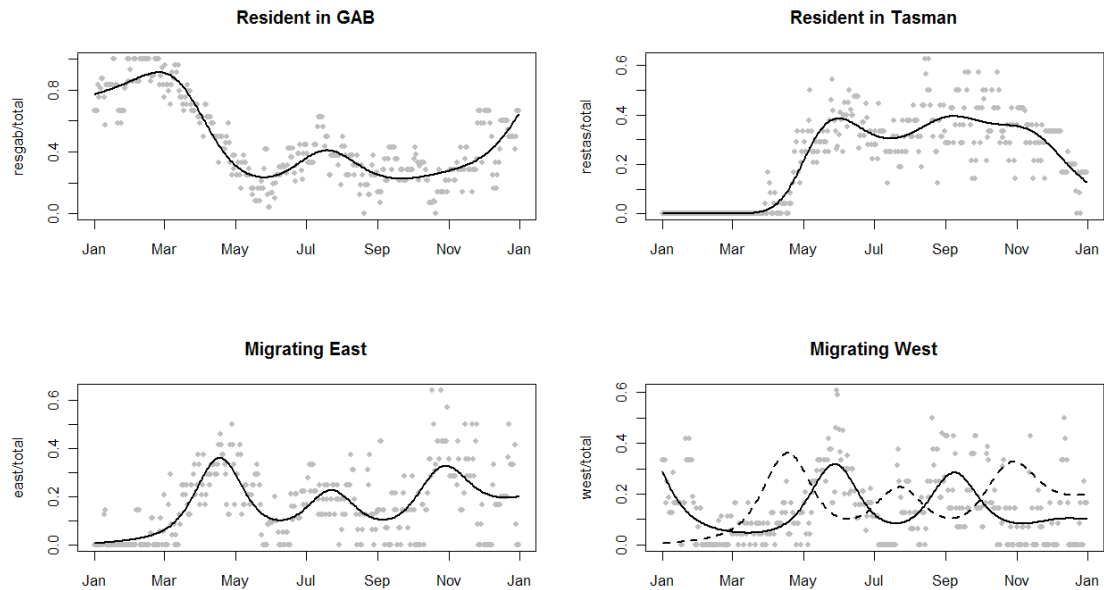 Resident in GAB
resgab/total
0.0 0.4 0.8
Jan Mar May Jul Sep Nov Jan
Resident in Tasman
restas/total
0.0 0.2 0.4 0.6
Jan Mar May Jul Sep Nov Jan
Migrating East
east/total
0.0 0.2 0.4 0.6
Jan Mar May Jul Sep Nov Jan
Migrating West
west/total
0.0 0.2 0.4 0.6
Jan Mar May Jul Sep Nov Jan